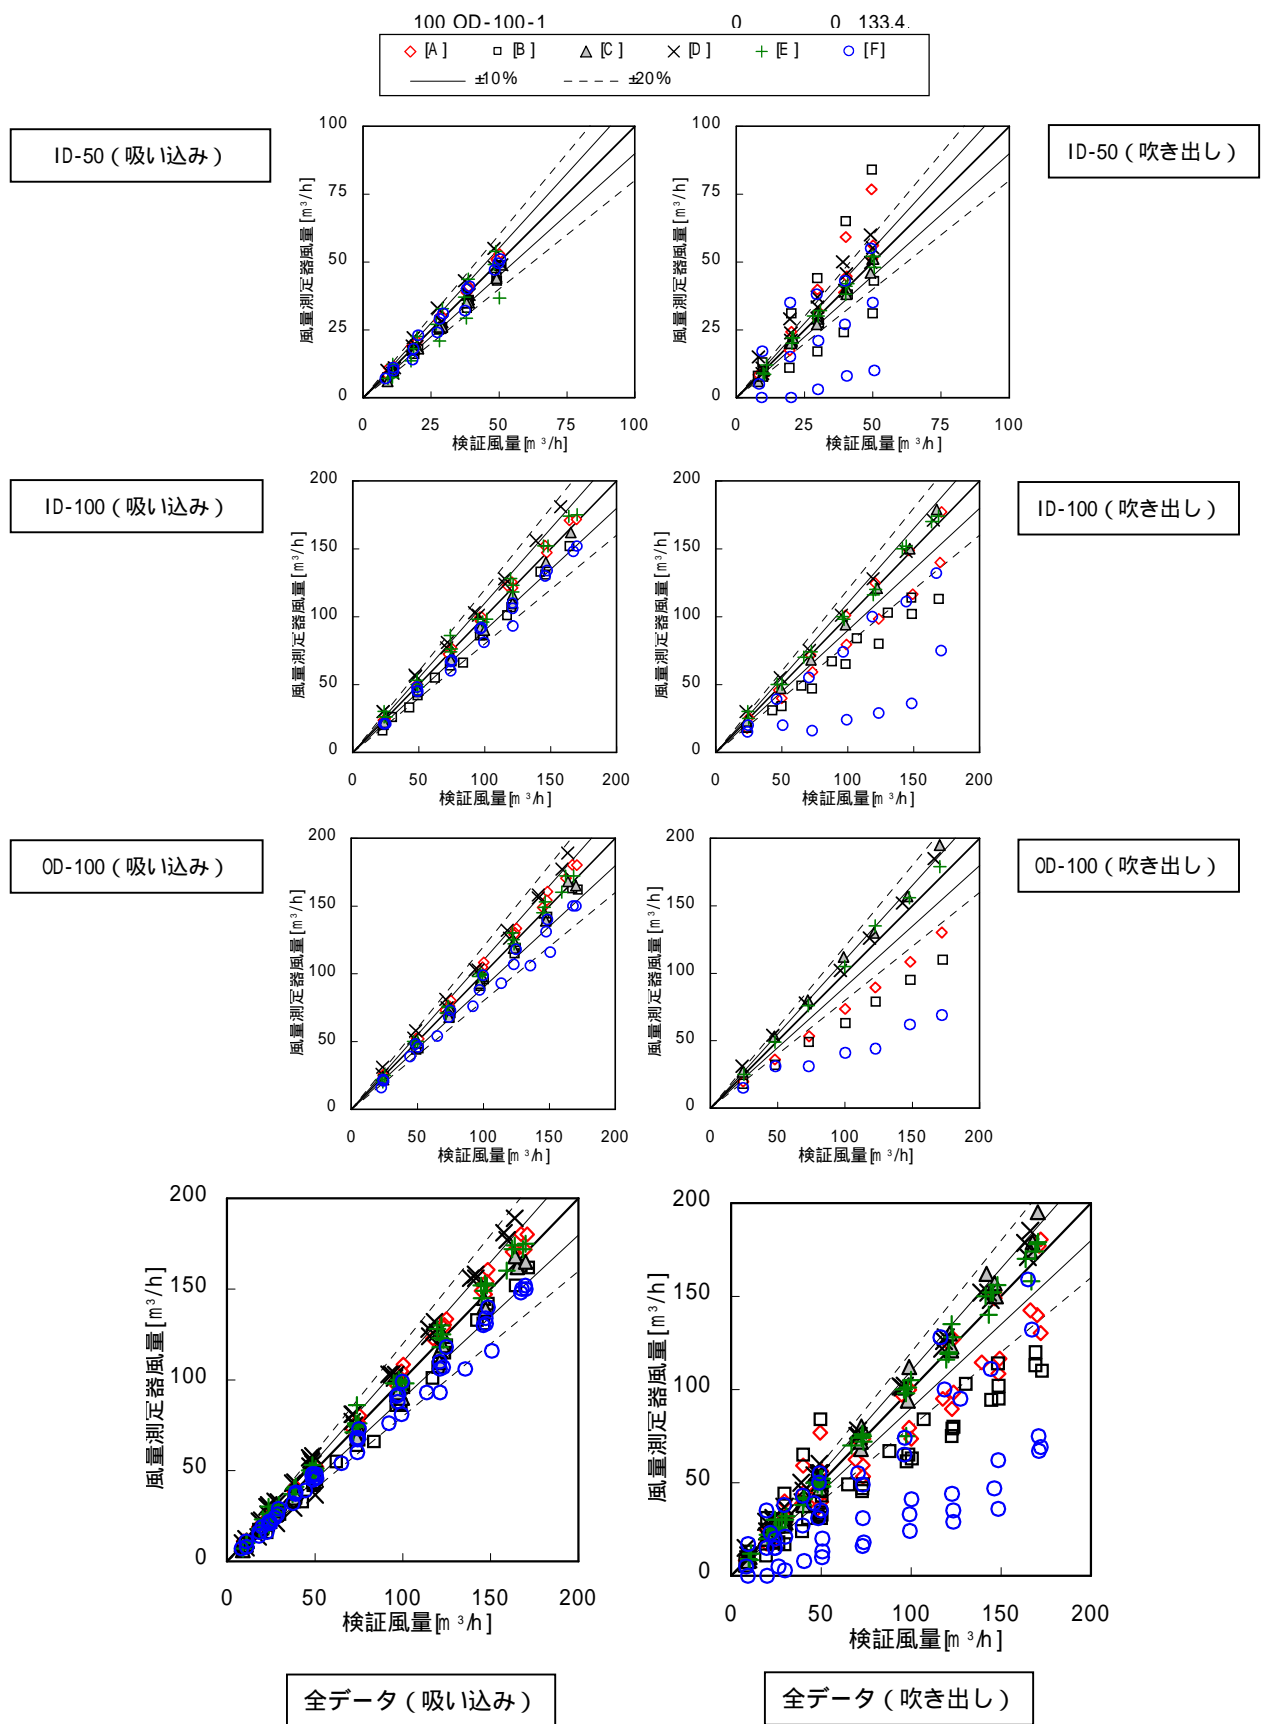 100 OD-100-1 0 0 133.4.
[A] [B] [C] [D] [E] [F]
±10% ±20%
ID-50（吸い込み）
100
75
50
25
0
0 25 50 75 100
風量測定器風量[m³/h]
検証風量[m³/h]
ID-50（吹き出し）
100
75
50
25
0
0 25 50 75 100
風量測定器風量[m³/h]
検証風量[m³/h]
ID-100（吸い込み）
200
150
100
50
0
0 50 100 150 200
風量測定器風量[m³/h]
検証風量[m³/h]
ID-100（吹き出し）
200
150
100
50
0
0 50 100 150 200
風量測定器風量[m³/h]
検証風量[m³/h]
OD-100（吸い込み）
200
150
100
50
0
0 50 100 150 200
風量測定器風量[m³/h]
検証風量[m³/h]
OD-100（吹き出し）
200
150
100
50
0
0 50 100 150 200
風量測定器風量[m³/h]
検証風量[m³/h]
200
150
100
50
0
0 50 100 150 200
風量測定器風量[m³/h]
検証風量[m³/h]
全データ（吸い込み）
200
150
100
50
0
0 50 100 150 200
風量測定器風量[m³/h]
検証風量[m³/h]
全データ（吹き出し）